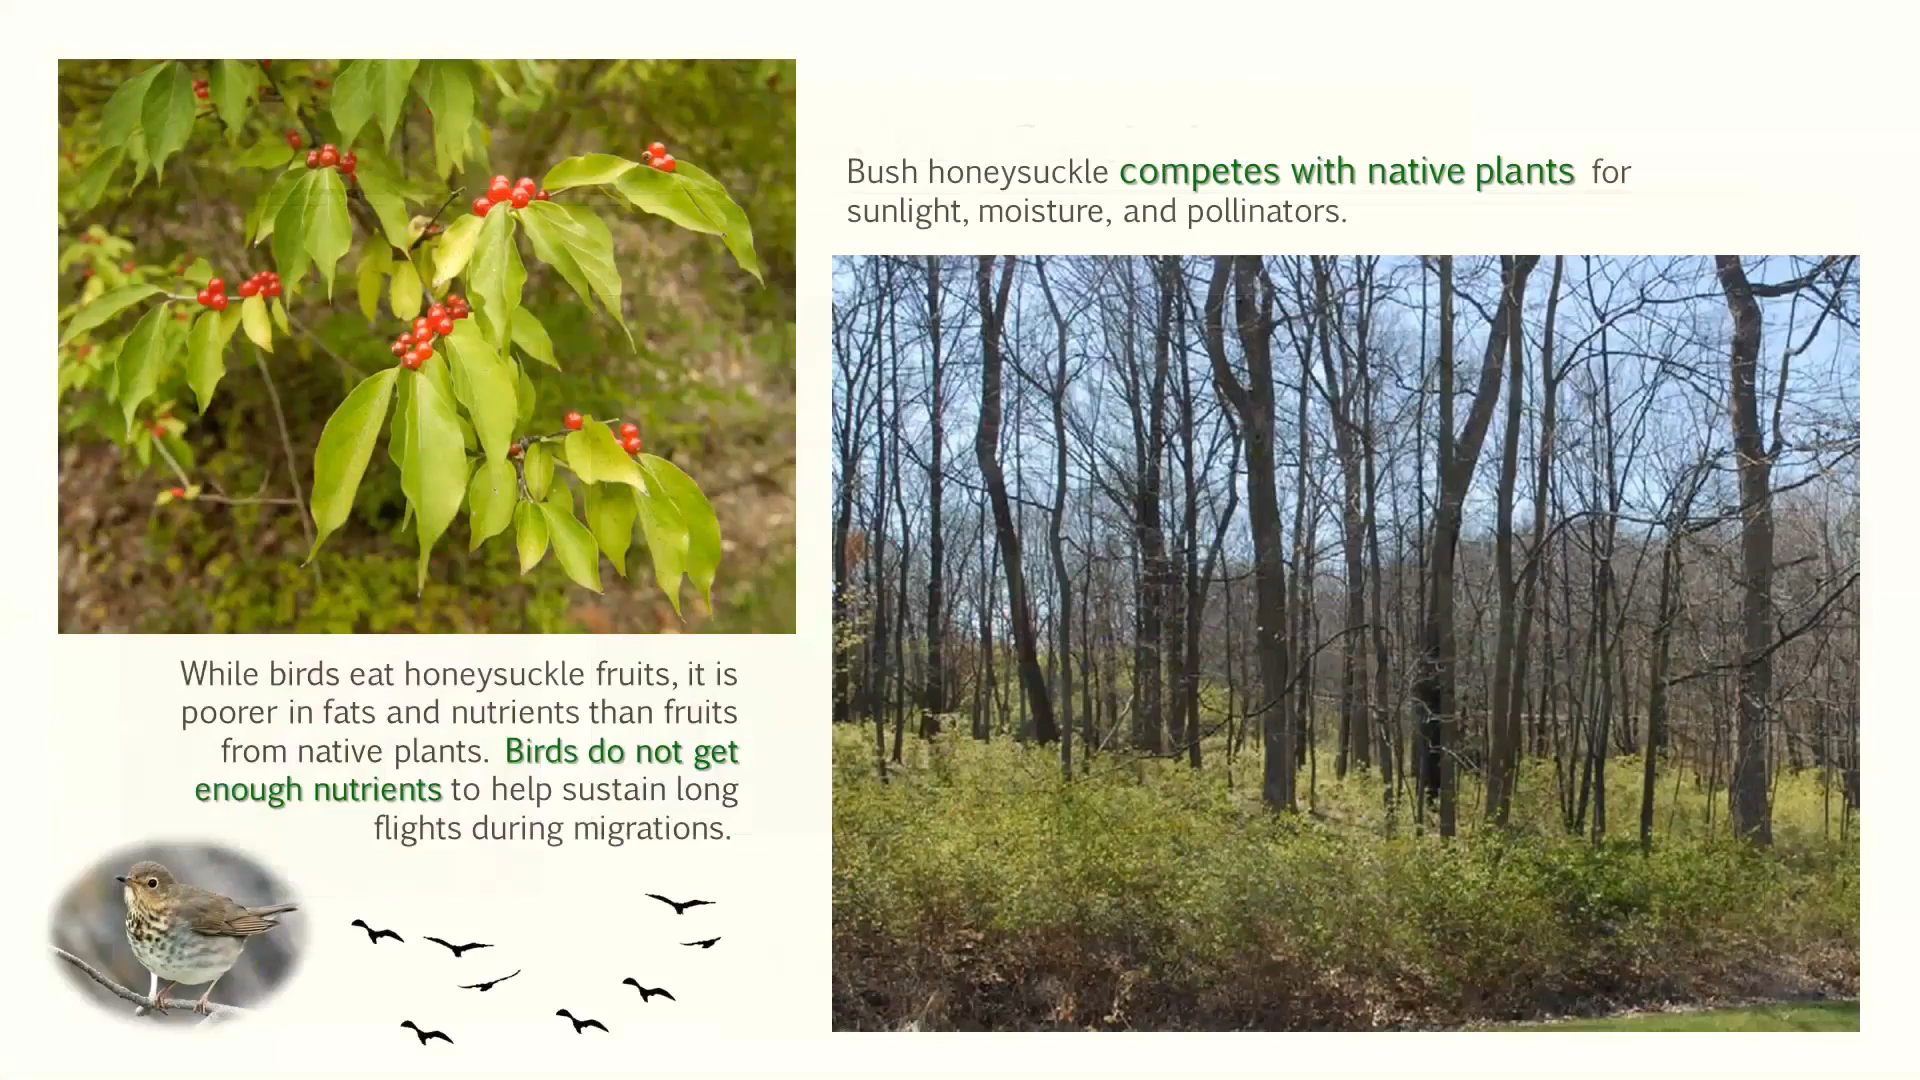 Bush honeysuckle competes with native plants for
sunlight, moisture, and pollinators.
While birds eat honeysuckle fruits, it is
poorer in fats and nutrients than fruits
from native plants. Birds do not get
enough nutrients to help sustain long
flights during migrations.